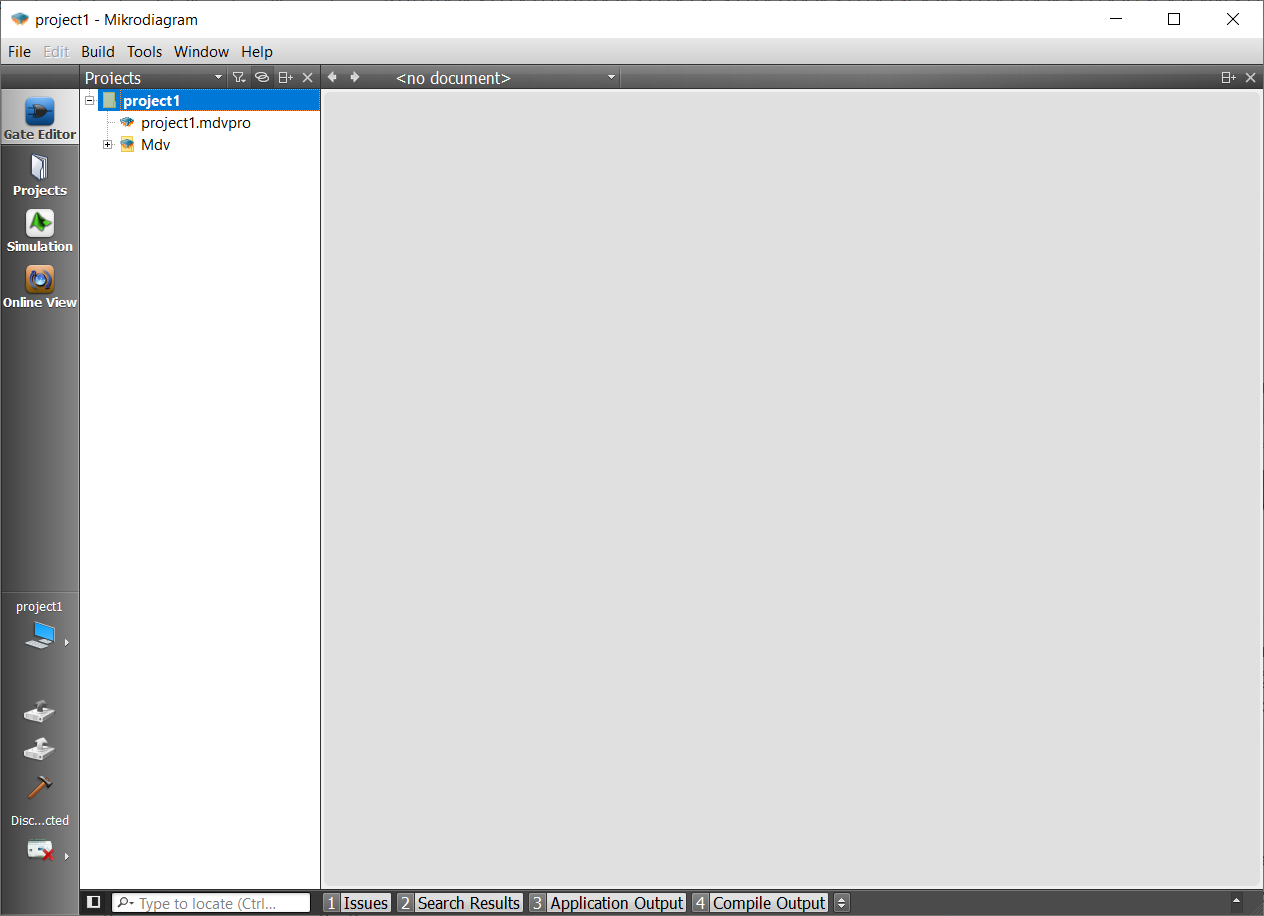 project1 - Mikrodiagram
File Edit Build Tools Window Help
Projects <no document>
Gate Editor
Projects
Simulation
Online View
project1
project1.mdvpro
Mdv
project1
Disc...cted
Type to locate (Ctrl... 1 Issues 2 Search Results 3 Application Output 4 Compile Output